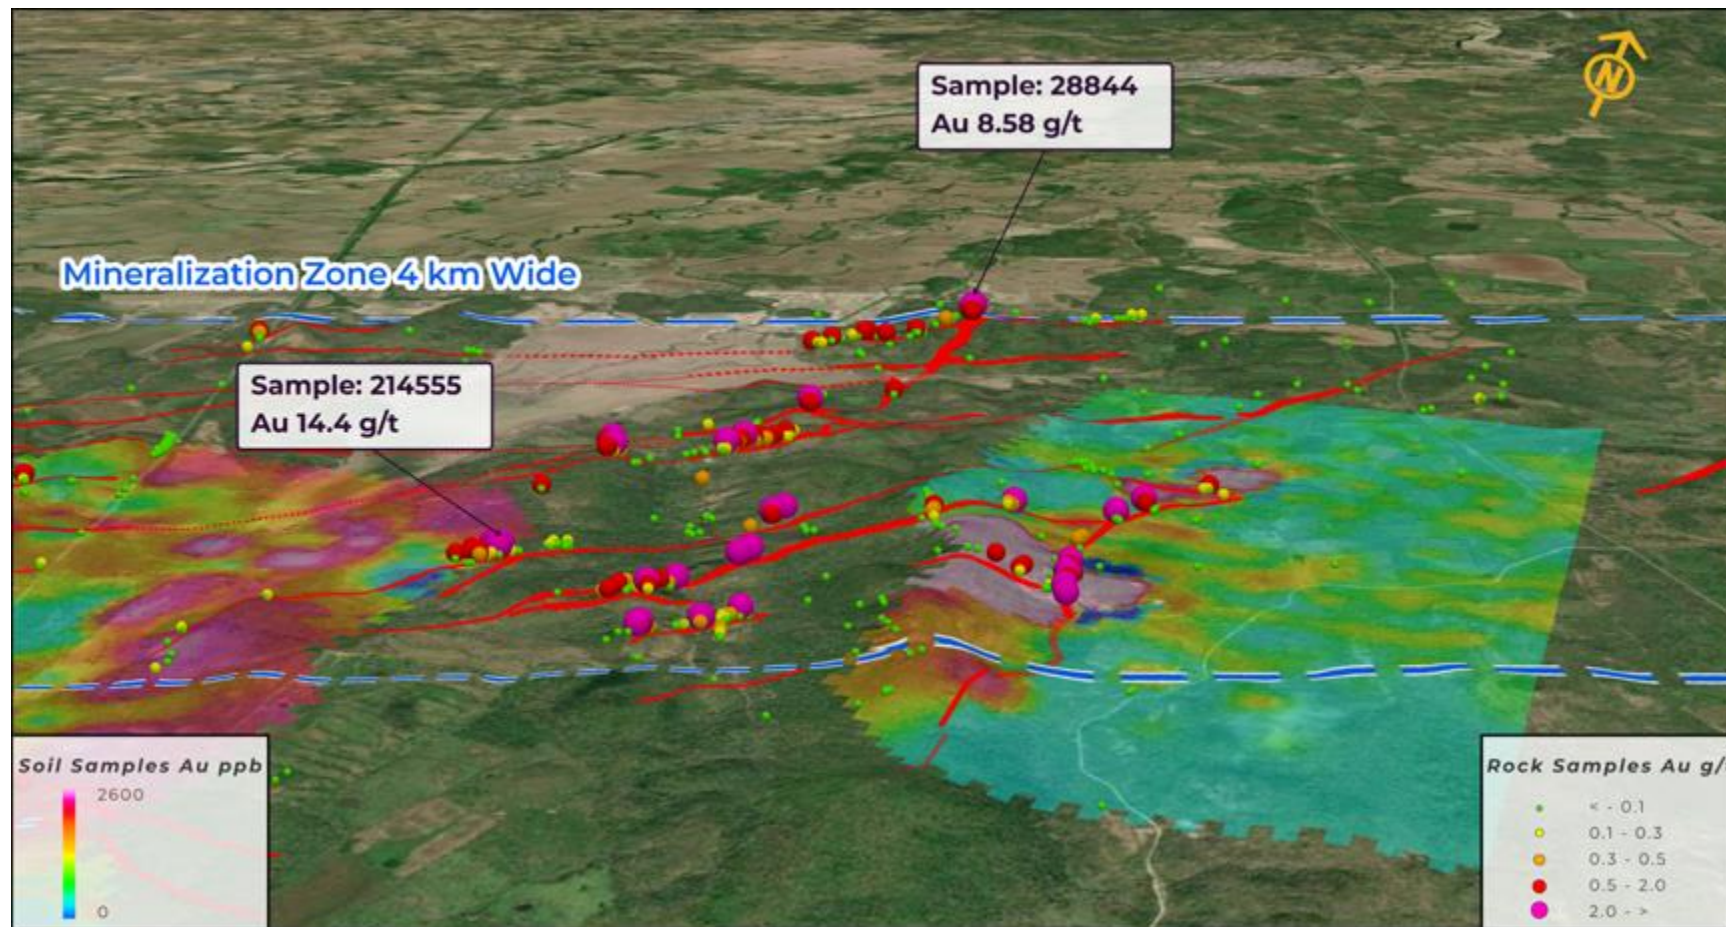 N
Sample: 28844
Au 8.58 g/t
Mineralization Zone 4 km Wide
Sample: 214555
Au 14.4 g/t
Soil Samples Au ppb
2600
0
Rock Samples Au g/
< - 0.1
0.1 - 0.3
0.3 - 0.5
0.5 - 2.0
2.0 - >